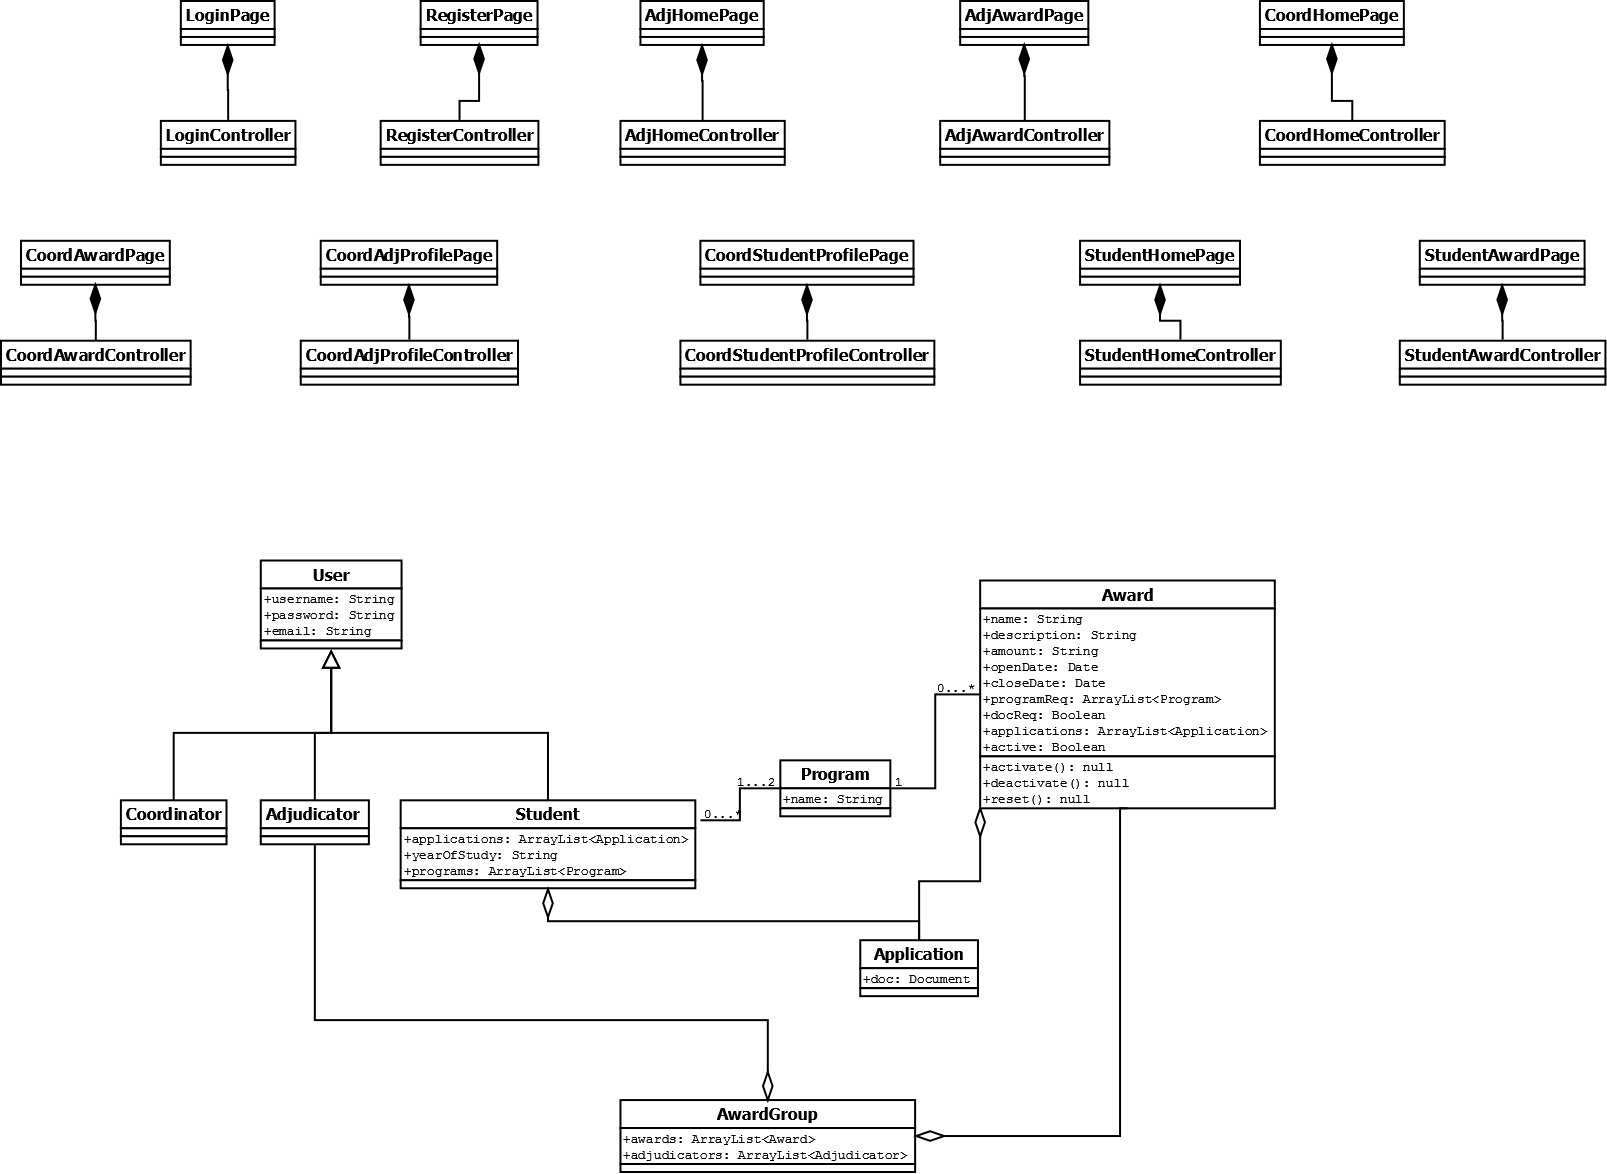 LoginPage
RegisterPage
AdjHomePage
AdjAwardPage
CoordHomePage
LoginController
RegisterController
AdjHomeController
AdjAwardController
CoordHomeController
CoordAwardPage
CoordAdjProfilePage
CoordStudentProfilePage
StudentHomePage
StudentAwardPage
CoordAwardController
CoordAdjProfileController
CoordStudentProfileController
StudentHomeController
StudentAwardController
User
+username: String
+password: String
+email: String
Award
+name: String
+description: String
+amount: String
+openDate: Date
+closeDate: Date
+programReq: ArrayList<Program>
+docReq: Boolean
+applications: ArrayList<Application>
+active: Boolean
+activate(): null
+deactivate(): null
+reset(): null
0...*
1
Program
+name: String
1...2
0...*
Coordinator
Adjudicator
Student
+applications: ArrayList<Application>
+yearOfStudy: String
+programs: ArrayList<Program>
Application
+doc: Document
AwardGroup
+awards: ArrayList<Award>
+adjudicators: ArrayList<Adjudicator>